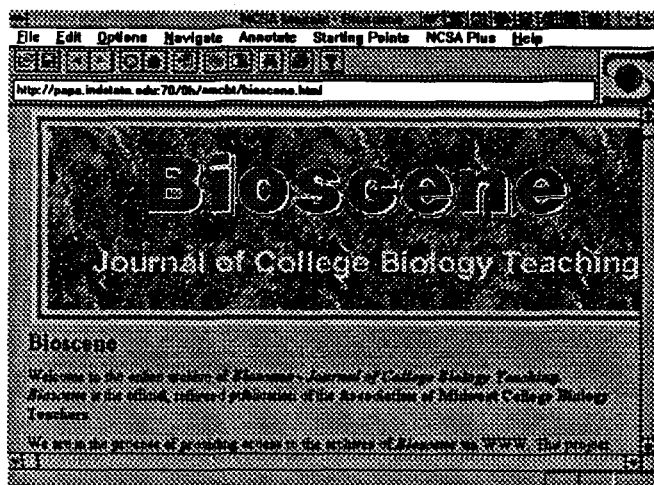 NCSA Mosaic - Bioscene
File Edit Options Navigate Annotate Starting Points NCSA Plus Help
http://papa.indstate.edu:70/0h/amcbt/bioscene.html
Bioscene
Journal of College Biology Teaching
Bioscene
Welcome to the online archive of Bioscene - Journal of College Biology Teaching.
Bioscene is the official, refereed publication of the Association of Midwest College Biology
Teachers.
We are in the process of providing access to the archives of Bioscene via WWW. This project